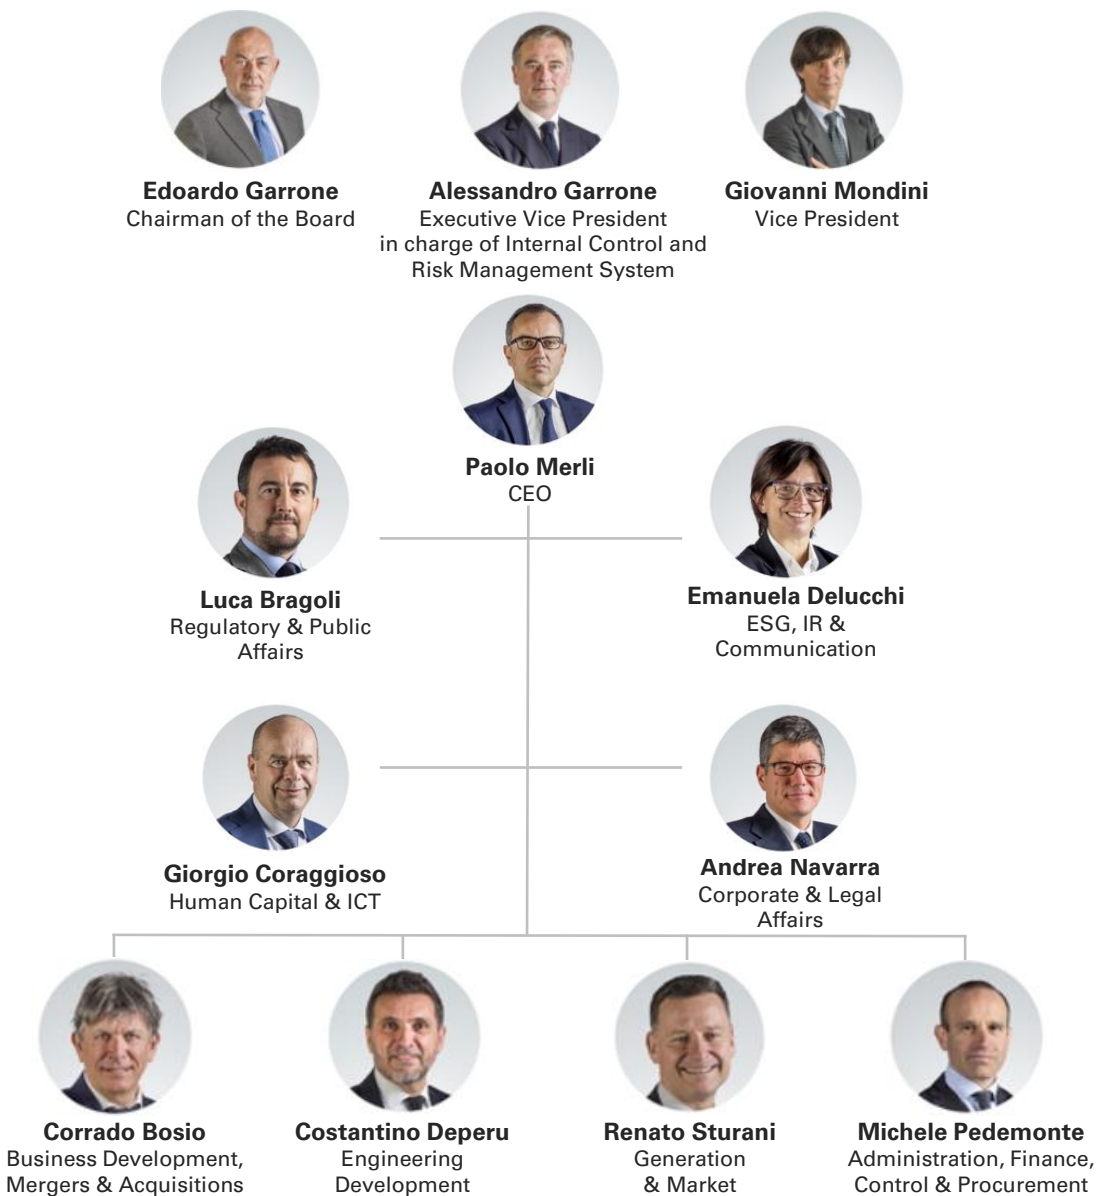 Edoardo Garrone
Chairman of the Board
Alessandro Garrone
Executive Vice President
in charge of Internal Control and
Risk Management System
Giovanni Mondini
Vice President
Paolo Merli
CEO
Luca Bragoli
Regulatory & Public
Affairs
Emanuela Delucchi
ESG, IR &
Communication
Giorgio Coraggioso
Human Capital & ICT
Andrea Navarra
Corporate & Legal
Affairs
Corrado Bosio
Business Development,
Mergers & Acquisitions
Costantino Deperu
Engineering
Development
Renato Sturani
Generation
& Market
Michele Pedemonte
Administration, Finance,
Control & Procurement